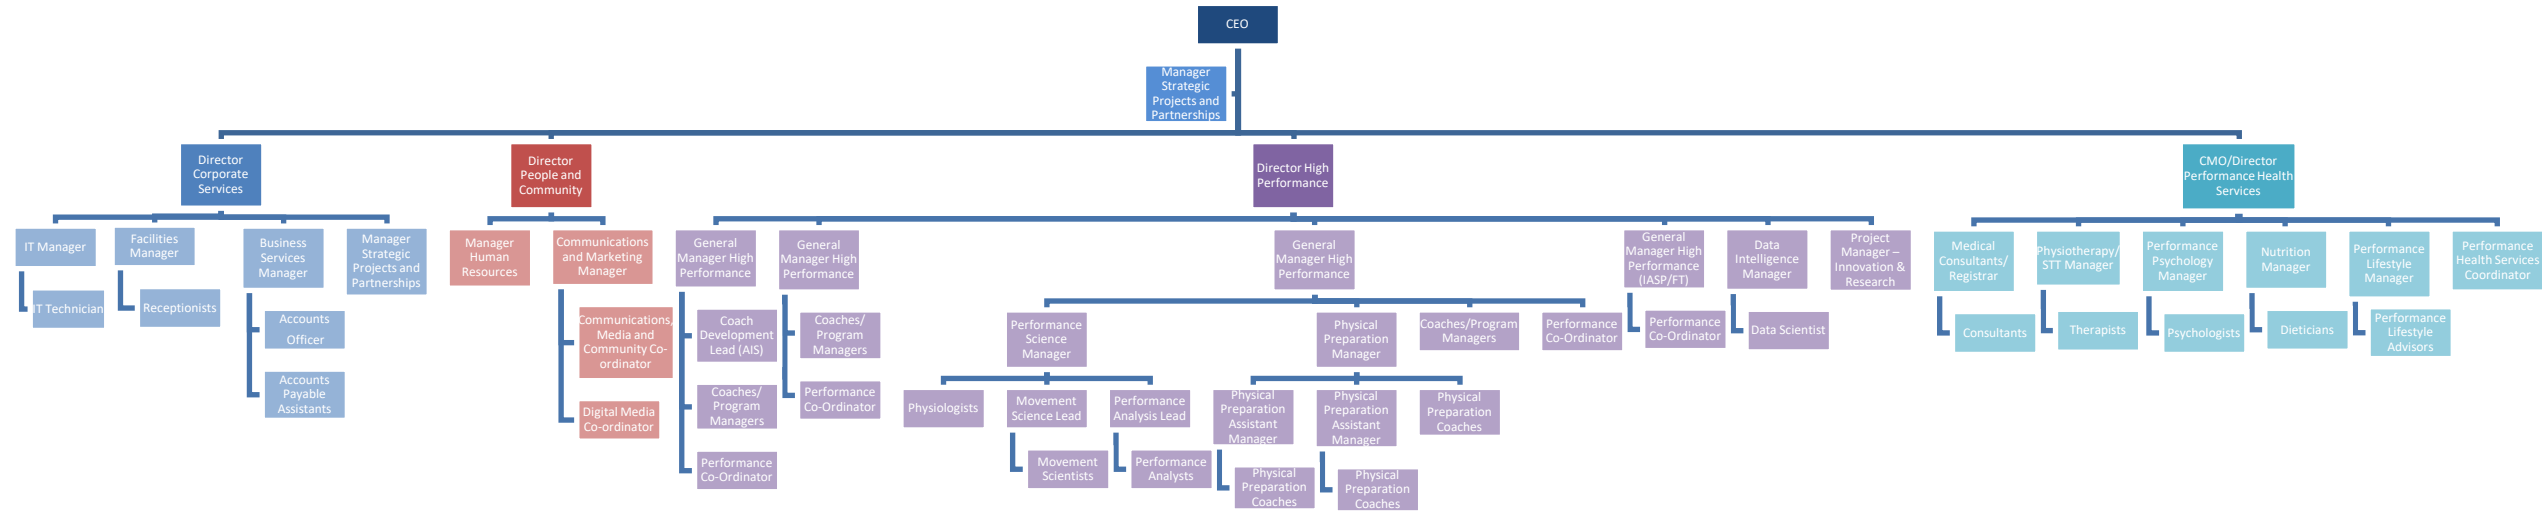 CEO
Manager
Strategic
Projects and
Partnerships
Director
Corporate
Services
Director
People and
Community
Director High
Performance
CMO/Director
Performance Health
Services
IT Manager
Facilities
Manager
Business
Services
Manager
Manager
Strategic
Projects and
Partnerships
Manager
Human
Resources
Communications
and Marketing
Manager
General
Manager High
Performance
General
Manager High
Performance
General
Manager High
Performance
General
Manager High
Performance
(IASP/FT)
Data
Intelligence
Manager
Project
Manager –
Innovation &
Research
Medical
Consultants/
Registrar
Physiotherapy/
STT Manager
Performance
Psychology
Manager
Nutrition
Manager
Performance
Lifestyle
Manager
Performance
Health Services
Coordinator
IT Technician
Receptionists
Accounts
Officer
Accounts
Payable
Assistants
Communications,
Media and
Community Co-
ordinator
Digital Media
Co-ordinator
Coach
Development
Lead (AIS)
Coaches/
Program
Managers
Performance
Co-Ordinator
Coaches/
Program
Managers
Performance
Co-Ordinator
Performance
Science
Manager
Physical
Preparation
Manager
Coaches/Program
Managers
Performance
Co-Ordinator
Performance
Co-Ordinator
Data Scientist
Consultants
Therapists
Psychologists
Dieticians
Performance
Lifestyle
Advisors
Physiologists
Movement
Science Lead
Performance
Analysis Lead
Physical
Preparation
Assistant
Manager
Physical
Preparation
Assistant
Manager
Physical
Preparation
Coaches
Movement
Scientists
Performance
Analysts
Physical
Preparation
Coaches
Physical
Preparation
Coaches